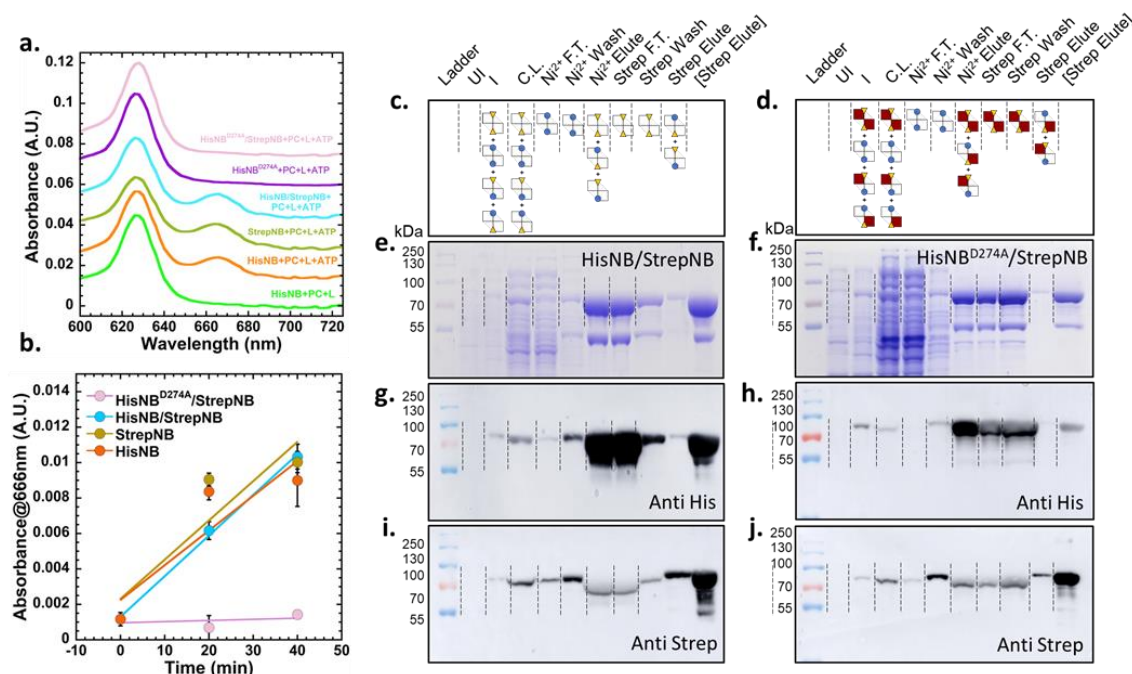 a.
Absorbance (A.U.)
0.12
0.1
0.08
0.06
0.04
0.02
0
HisNB^D274A/StrepNB+PC+L+ATP
HisNB^D274A+PC+L+ATP
HisNB/StrepNB+
PC+L+ATP
StrepNB+PC+L+ATP
HisNB+PC+L+ATP
HisNB+PC+L
600 620 640 660 680 700 720
Wavelength (nm)
b.
Absorbance@666nm (A.U.)
0.014
0.012
0.01
0.008
0.006
0.004
0.002
0
HisNB^D274A/StrepNB
HisNB/StrepNB
StrepNB
HisNB
-10 0 10 20 30 40 50
Time (min)
Ladder
UI
I
C.L.
Ni²⁺ F.T.
Ni²⁺ Wash
Ni²⁺ Elute
Strep F.T.
Strep Wash
Strep Elute
[Strep Elute]
c.
+
+
+
+
+
+
+
+
+
kDa
e.
250
130
100
70
55
HisNB/StrepNB
g.
250
130
100
70
55
Anti His
i.
250
130
100
70
55
Anti Strep
Ladder
UI
I
C.L.
Ni²⁺ F.T.
Ni²⁺ Wash
Ni²⁺ Elute
Strep F.T.
Strep Wash
Strep Elute
[Strep Elute]
d.
+
+
+
+
+
+
+
+
+
kDa
f.
250
130
100
70
55
HisNB^D274A/StrepNB
h.
250
130
100
70
55
Anti His
j.
250
130
100
70
55
Anti Strep